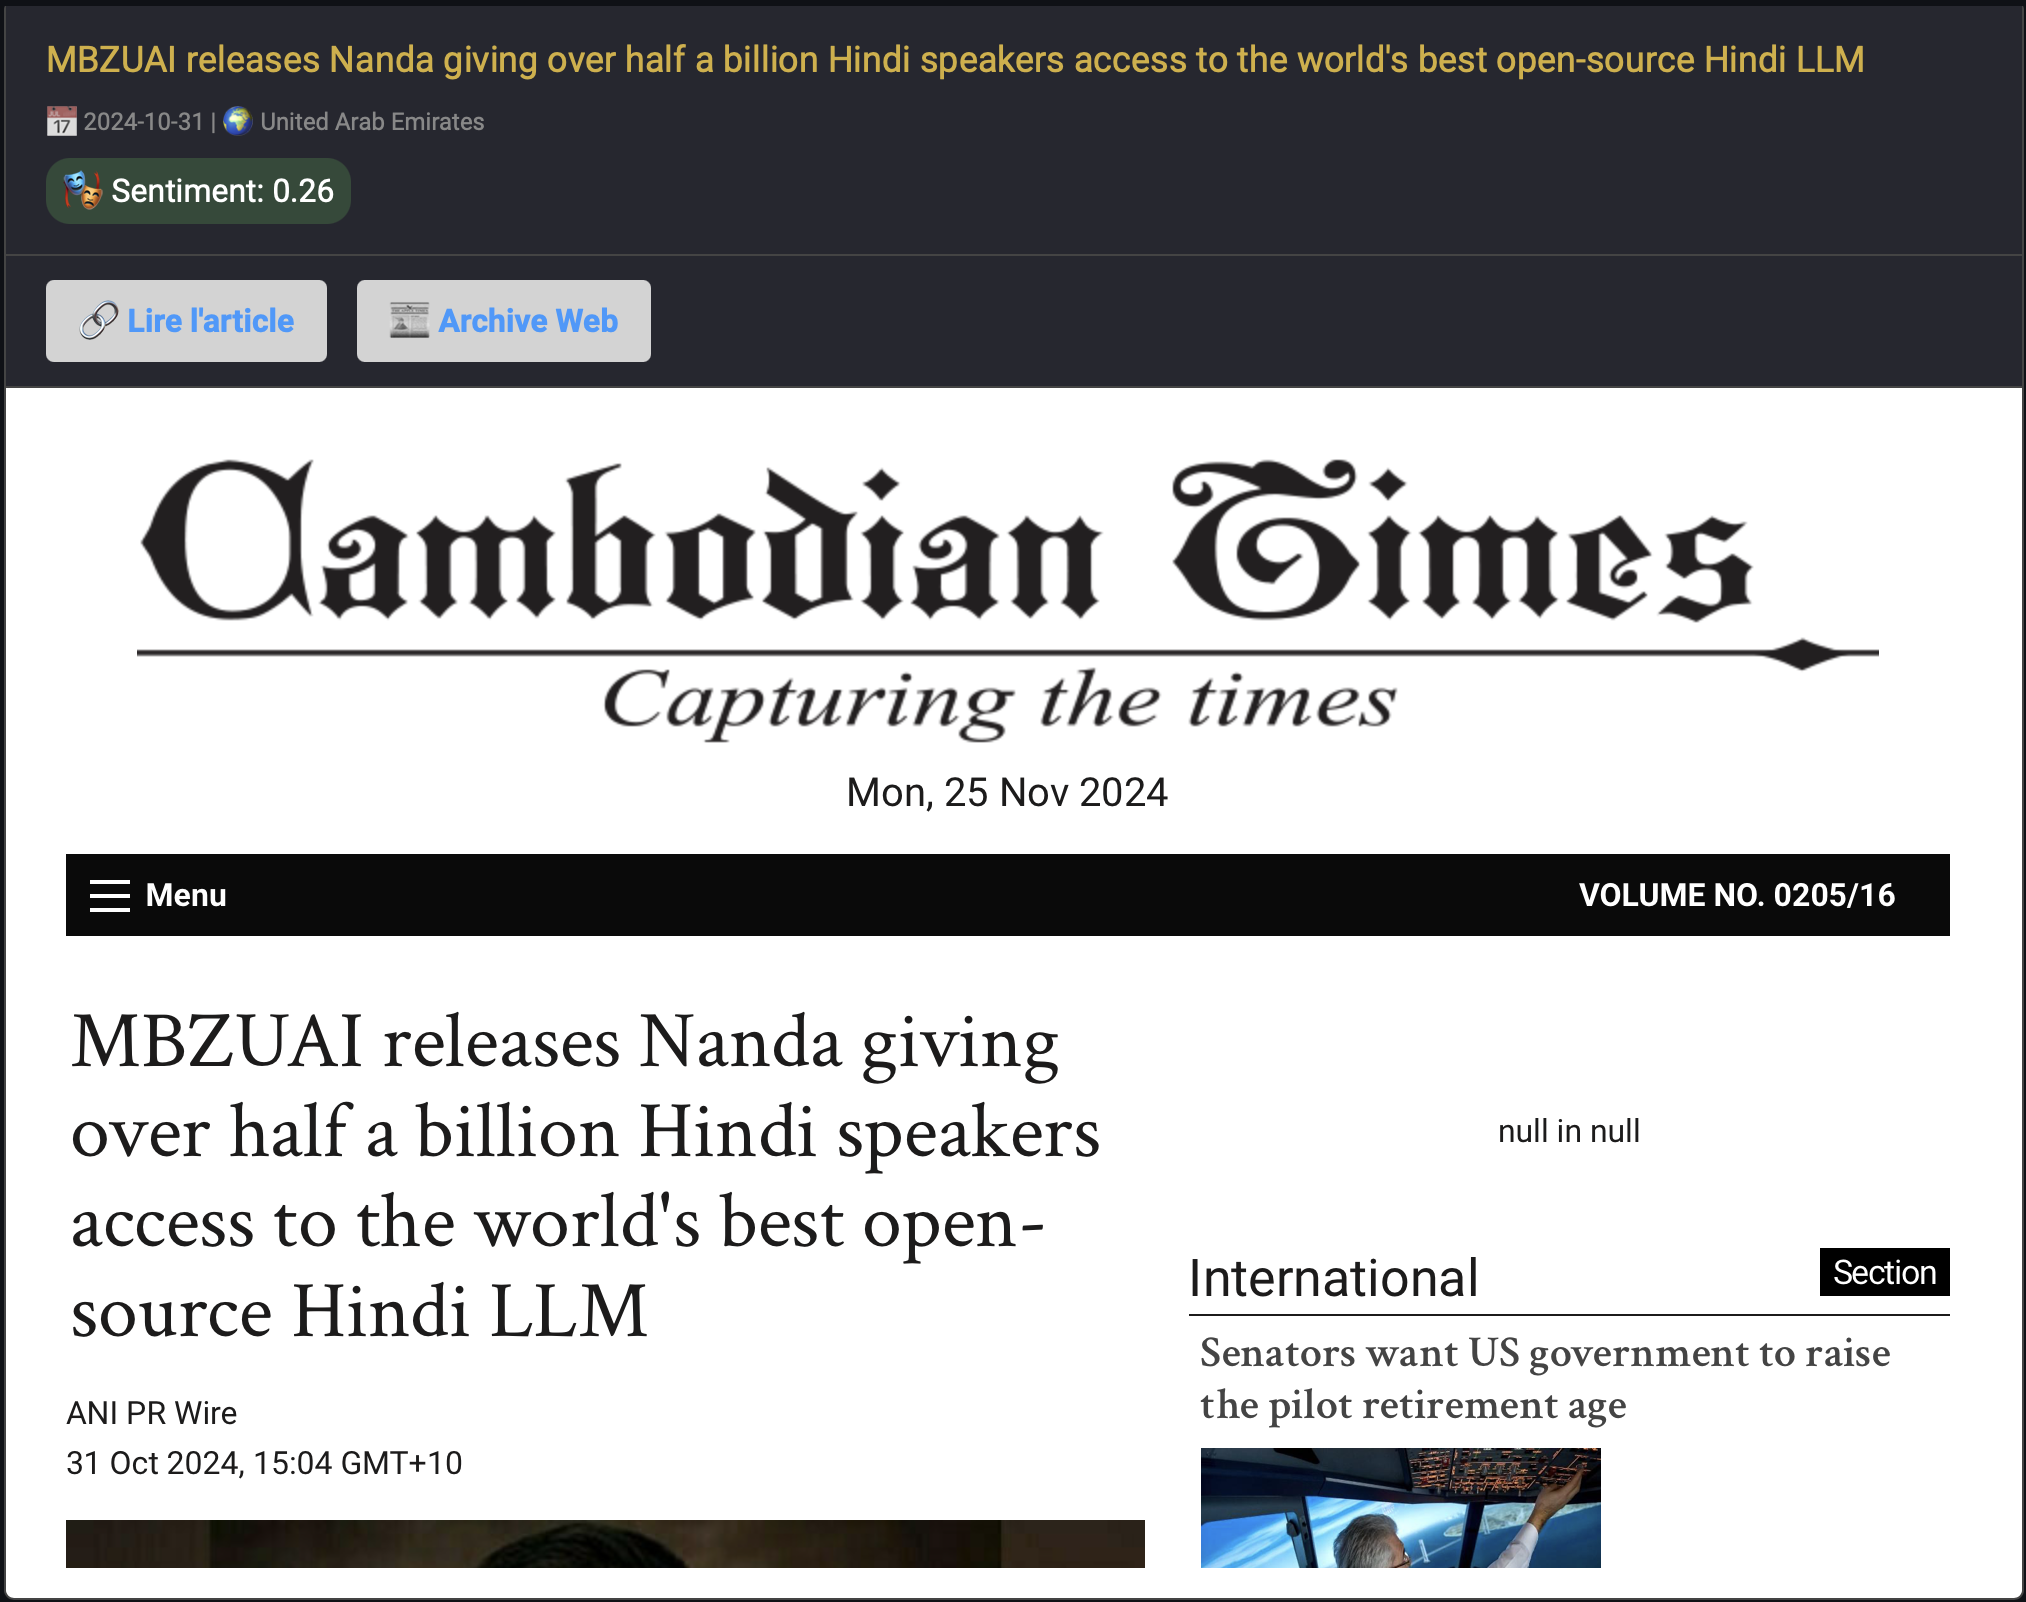 MBZUAI releases Nanda giving over half a billion Hindi speakers access to the world's best open-source Hindi LLM
2024-10-31 | United Arab Emirates
Sentiment: 0.26
Lire l'article
Archive Web
Cambodian Times
Capturing the times
Mon, 25 Nov 2024
Menu
VOLUME NO. 0205/16
MBZUAI releases Nanda giving
over half a billion Hindi speakers
access to the world's best open-
source Hindi LLM
ANI PR Wire
31 Oct 2024, 15:04 GMT+10
null in null
International
Section
Senators want US government to raise
the pilot retirement age